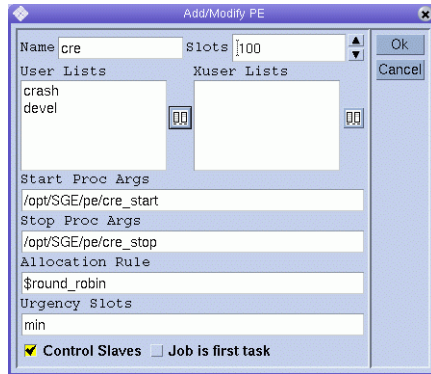 Add/Modify PE
Name cre Slots 100 Ok
User Lists Xuser Lists Cancel
crash
devel
Start Proc Args
/opt/SGE/pe/cre_start
Stop Proc Args
/opt/SGE/pe/cre_stop
Allocation Rule
$round_robin
Urgency Slots
min
Control Slaves Job is first task